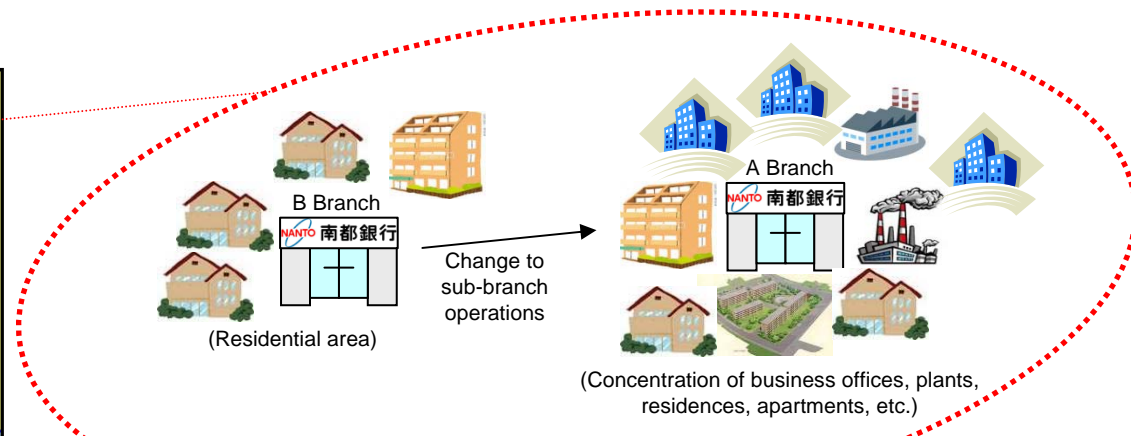 B Branch
NANTO 南都銀行
(Residential area)
Change to
sub-branch
operations
A Branch
NANTO 南都銀行
(Concentration of business offices, plants,
residences, apartments, etc.)